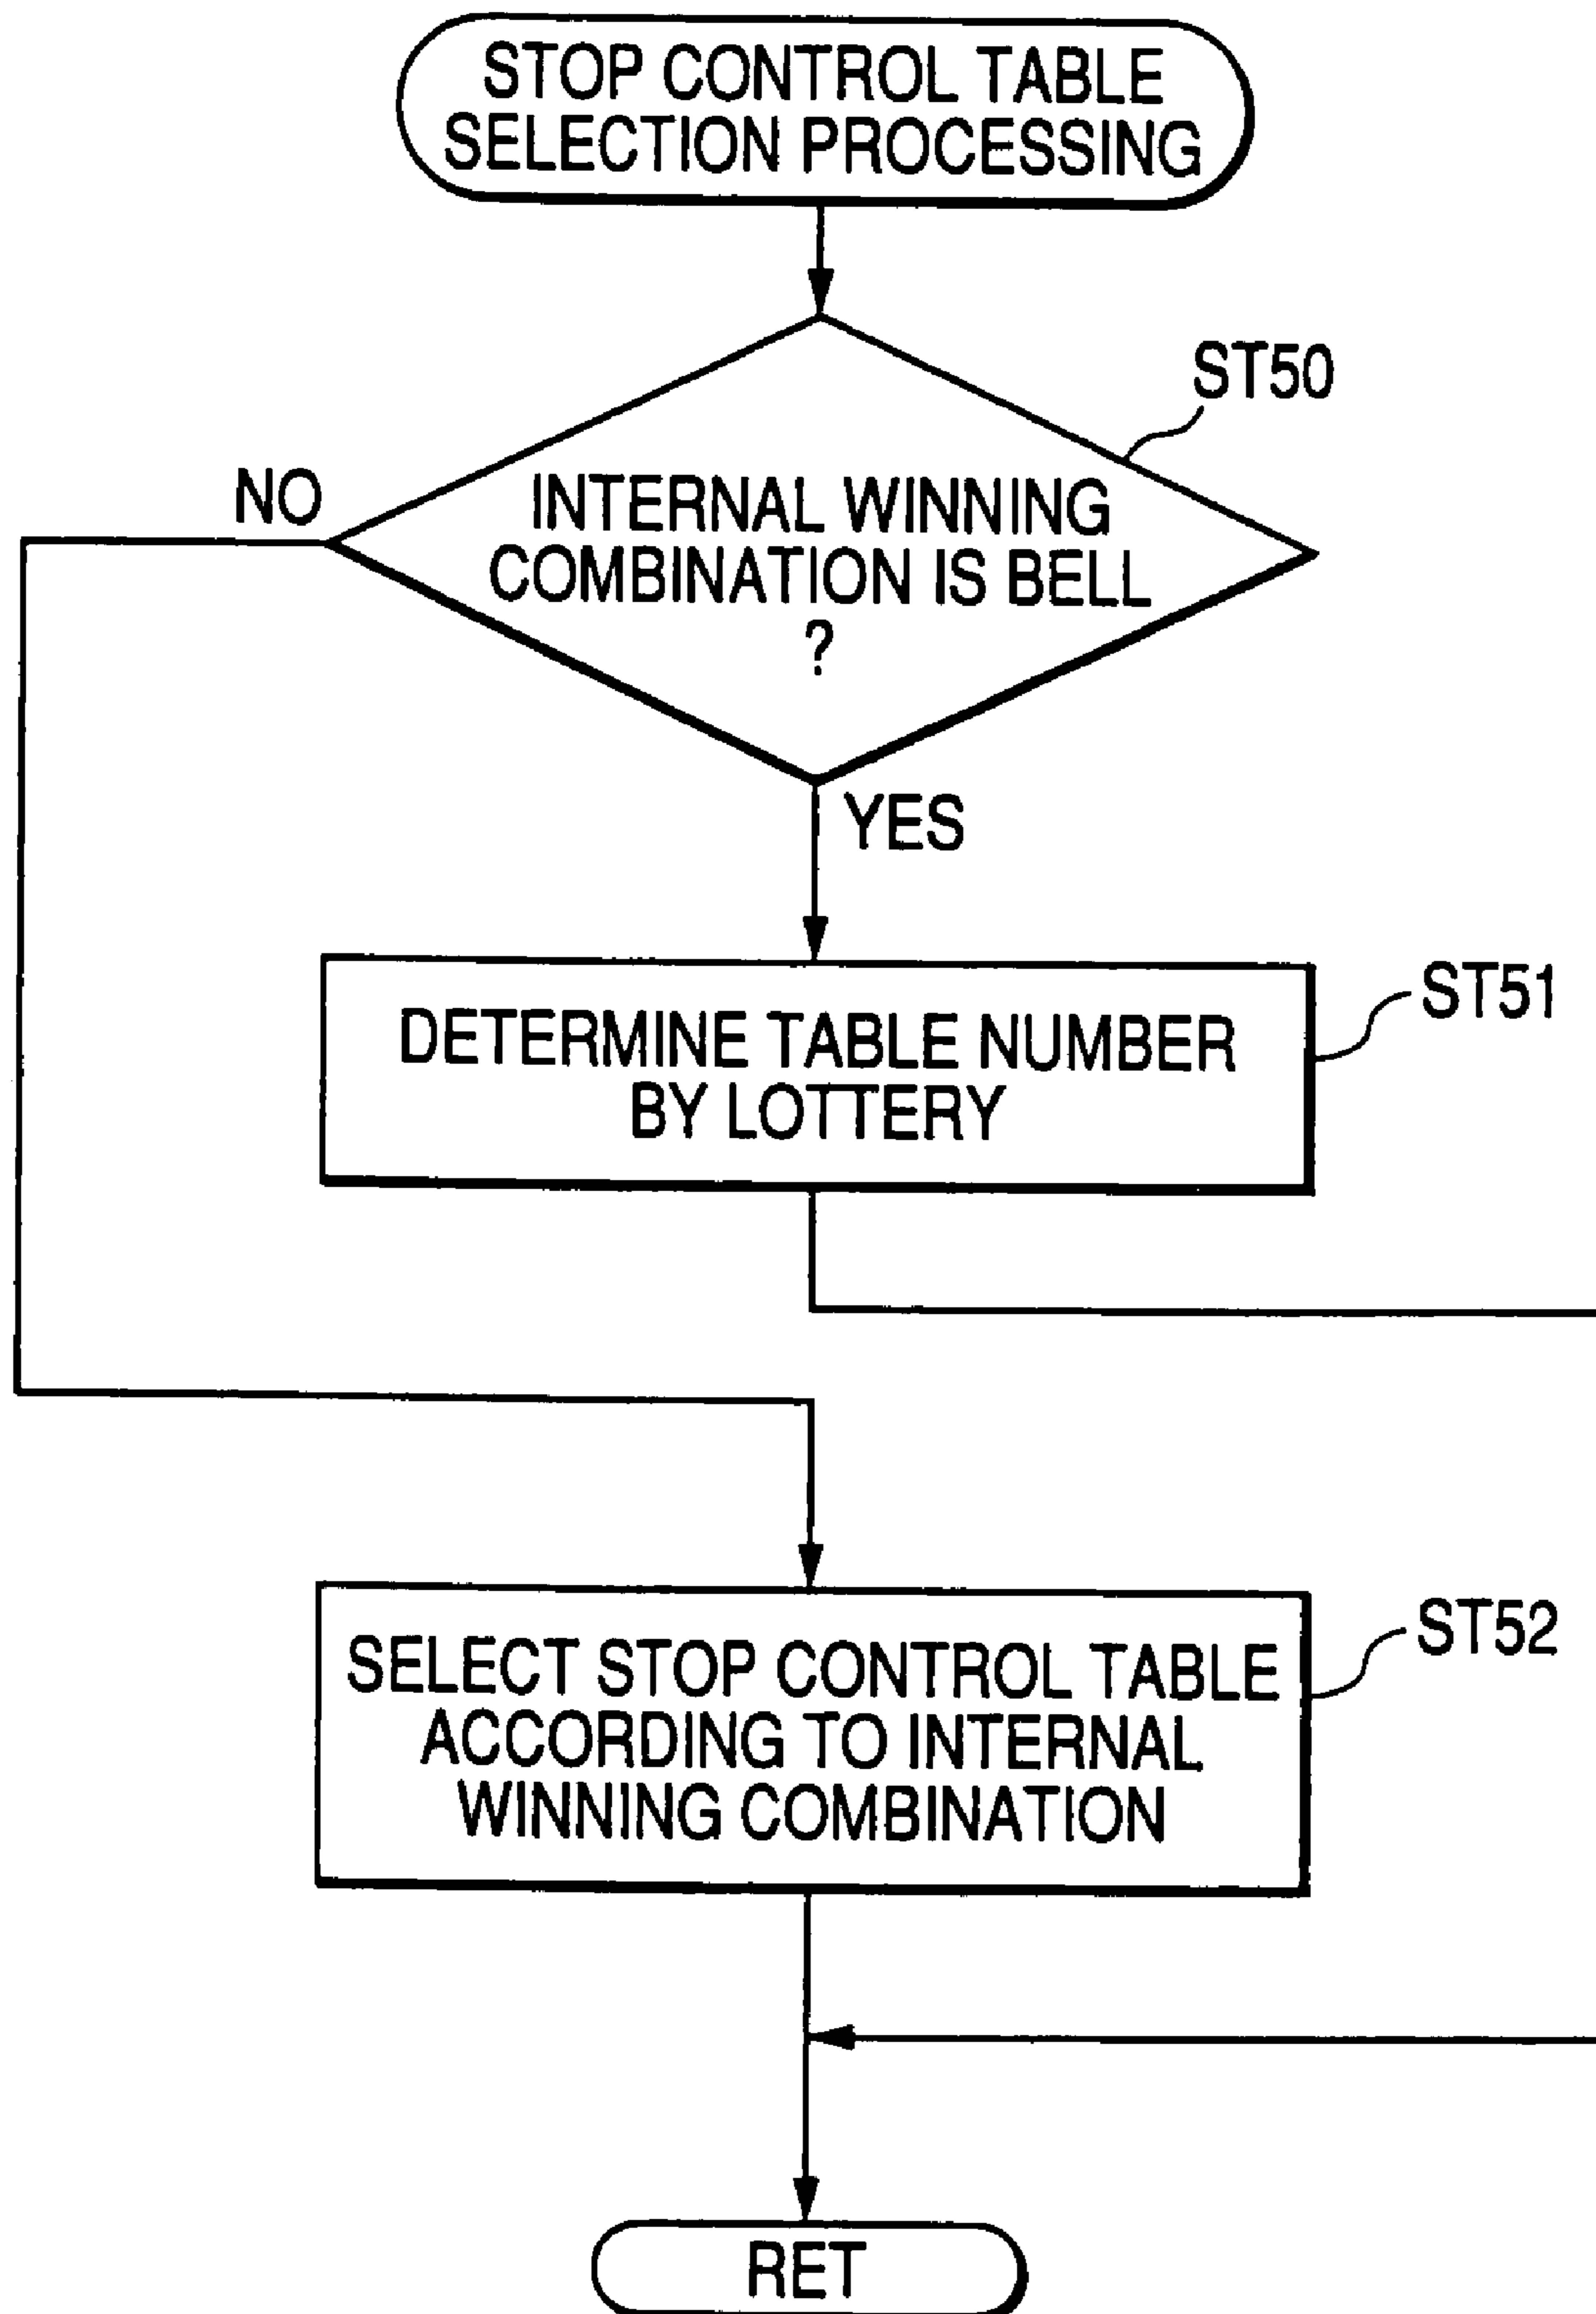 STOP CONTROL TABLE
SELECTION PROCESSING
ST50
NO
INTERNAL WINNING
COMBINATION IS BELL
?
YES
ST51
DETERMINE TABLE NUMBER
BY LOTTERY
ST52
SELECT STOP CONTROL TABLE
ACCORDING TO INTERNAL
WINNING COMBINATION
RET